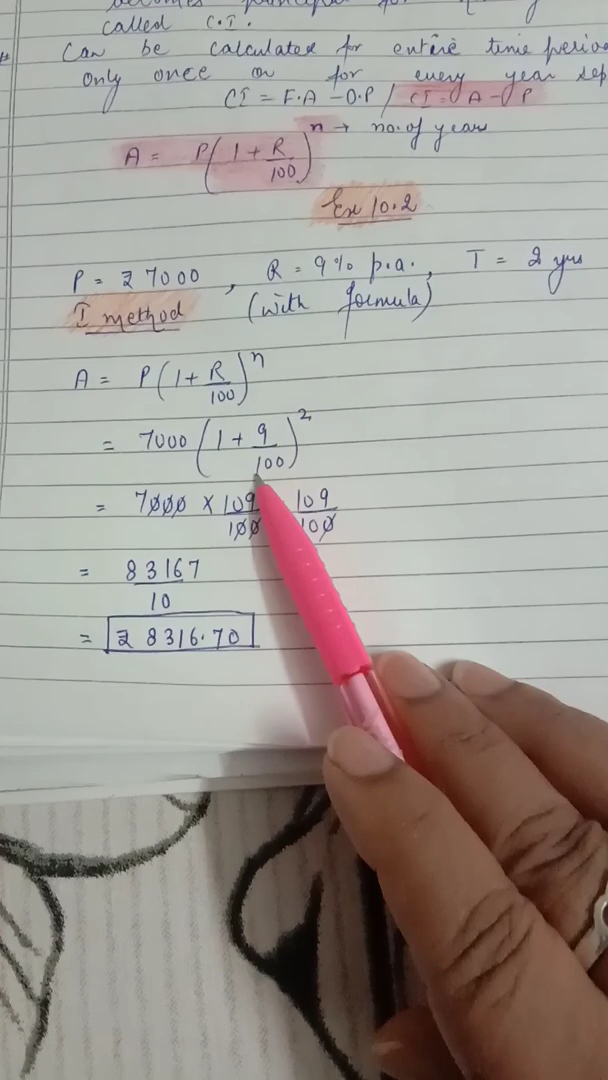 called C.I.
Can be calculated for entire time period
only once or for every year sep
CI = F.A - O.P / CI = A - P
A = P(1 + R/100)^n → no. of years
Ex 10.2
P = ₹ 7000 , R = 9% p.a., T = 2 yrs
I method (with formula)
A = P(1 + R/100)^n
= 7000 (1 + 9/100)^2
= 7000 × 109/100 109/100
= 83167/10
= ₹ 8316.70